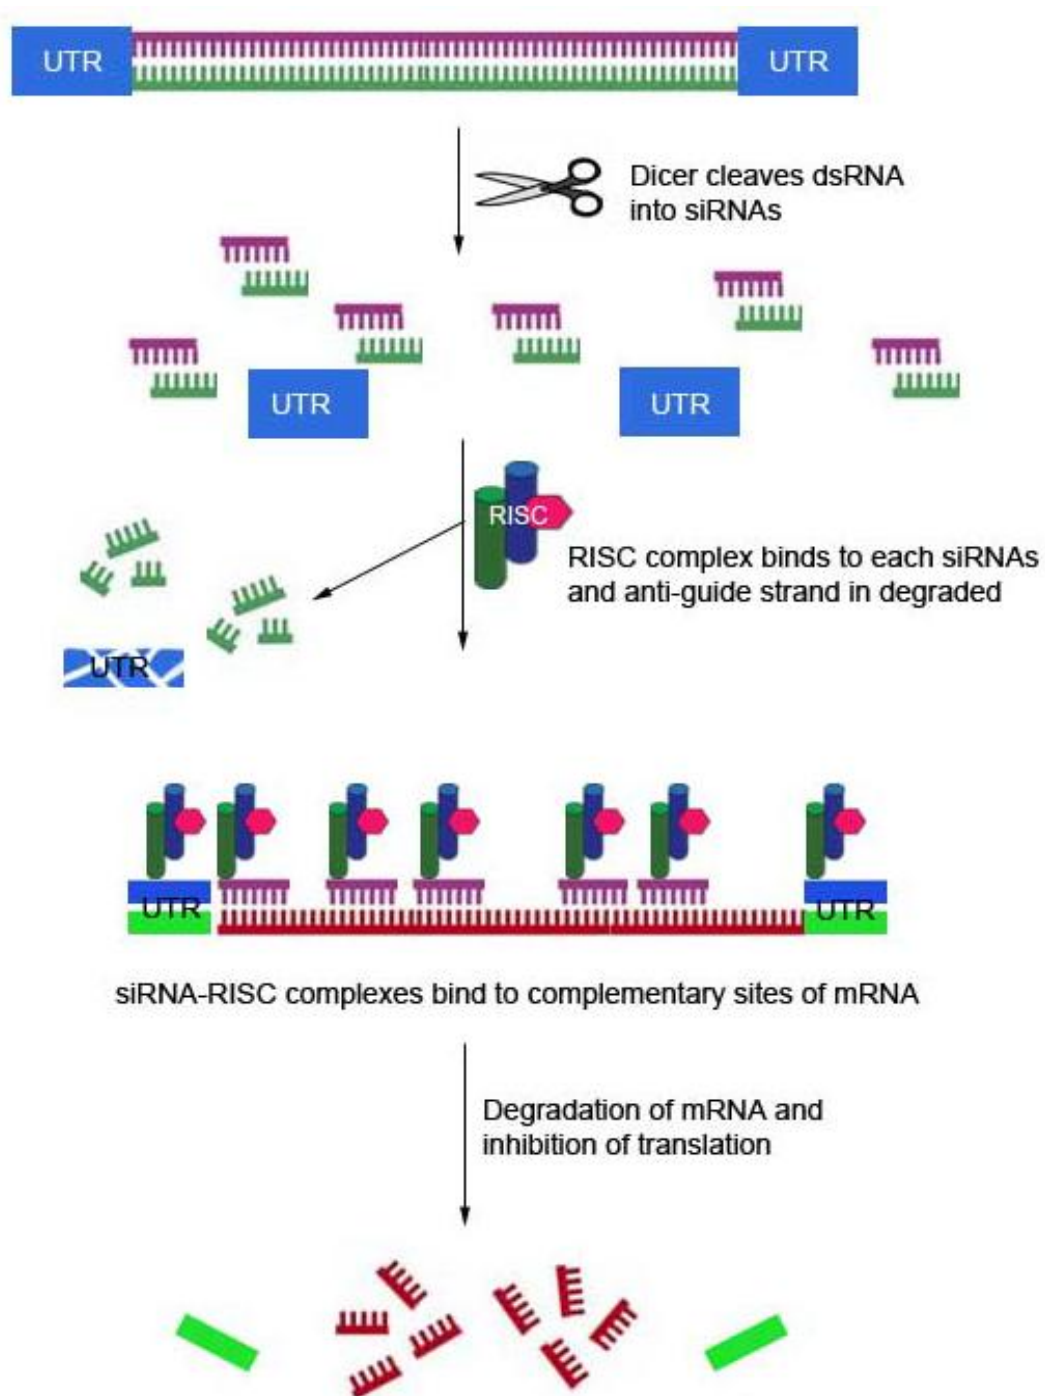 UTR
UTR
Dicer cleaves dsRNA
into siRNAs
UTR
UTR
RISC
RISC complex binds to each siRNAs
and anti-guide strand in degraded
UTR
UTR
UTR
siRNA-RISC complexes bind to complementary sites of mRNA
Degradation of mRNA and
inhibition of translation